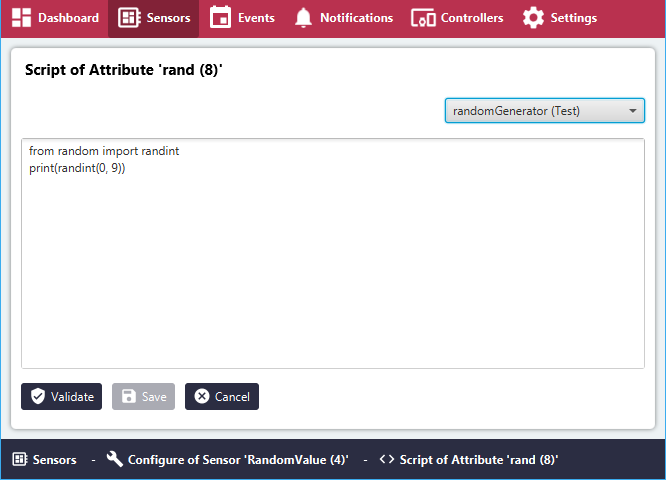 Dashboard Sensors Events Notifications Controllers Settings
Script of Attribute 'rand (8)'
randomGenerator (Test)
from random import randint
print(randint(0, 9))
Validate Save Cancel
Sensors - Configure of Sensor 'RandomValue (4)' - Script of Attribute 'rand (8)'